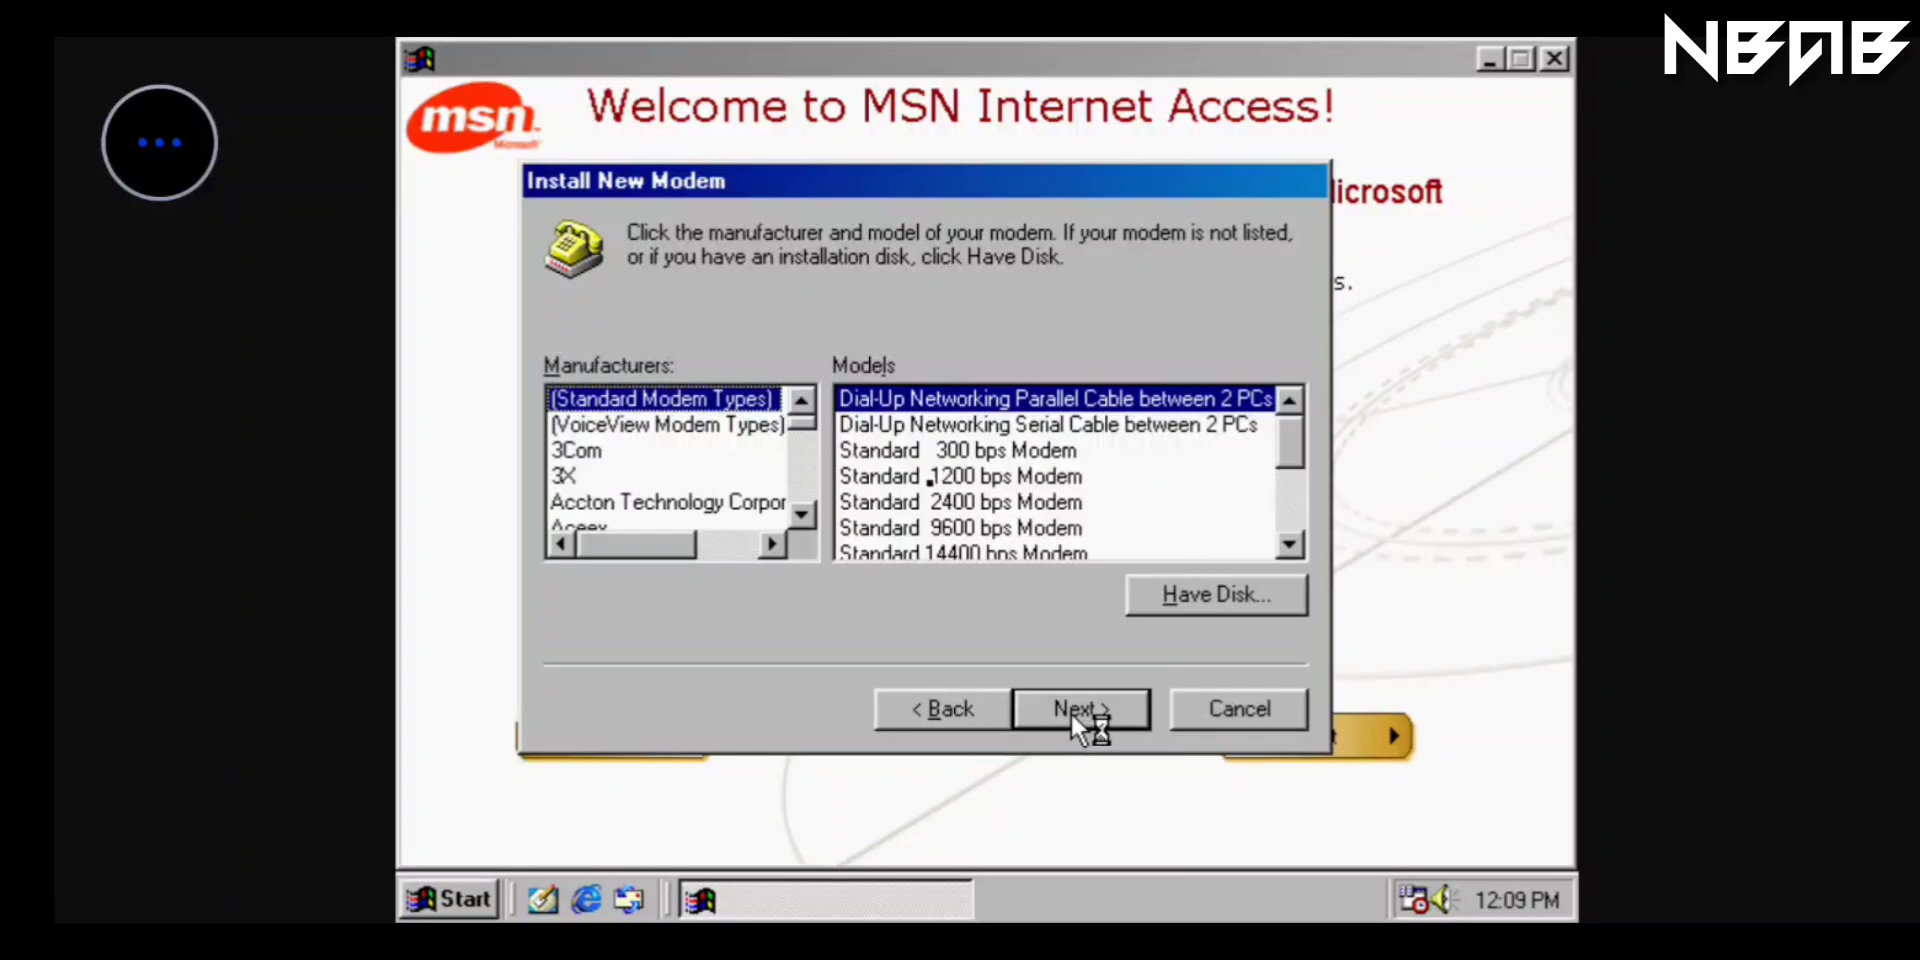 NBAB
msn
Microsoft
Welcome to MSN Internet Access!
Install New Modem
icrosoft
Click the manufacturer and model of your modem. If your modem is not listed,
or if you have an installation disk, click Have Disk.
s.
Manufacturers:
Models
(Standard Modem Types)
(VoiceView Modem Types)
3Com
3X
Accton Technology Corpor
Aceex
Dial-Up Networking Parallel Cable between 2 PCs
Dial-Up Networking Serial Cable between 2 PCs
Standard 300 bps Modem
Standard 1200 bps Modem
Standard 2400 bps Modem
Standard 9600 bps Modem
Standard 14400 bps Modem
Have Disk...
< Back
Next >
Cancel
Start
12:09 PM